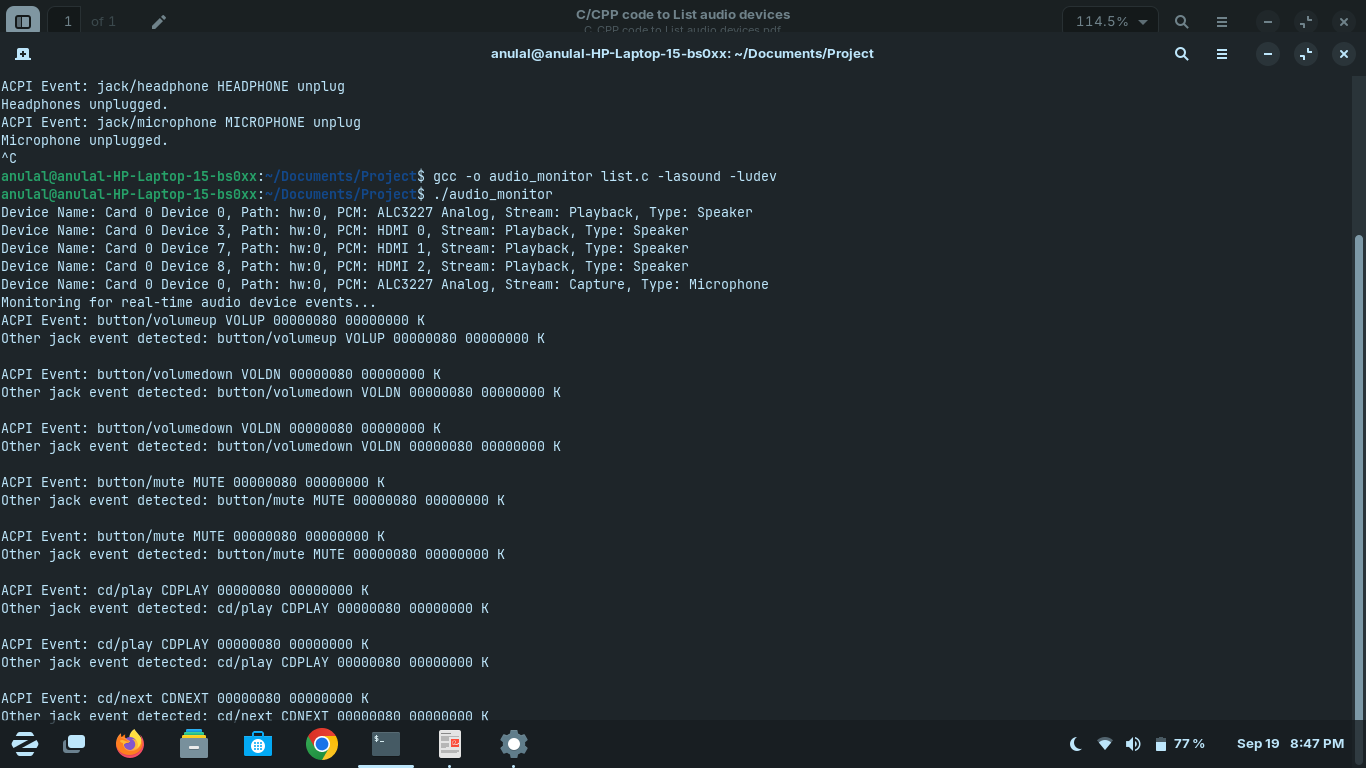 1 of 1
C/CPP code to List audio devices
C_CPP code to List audio devices.pdf
114.5%
anulal@anulal-HP-Laptop-15-bs0xx: ~/Documents/Project
ACPI Event: jack/headphone HEADPHONE unplug
Headphones unplugged.
ACPI Event: jack/microphone MICROPHONE unplug
Microphone unplugged.
^C
anulal@anulal-HP-Laptop-15-bs0xx:~/Documents/Project$ gcc -o audio_monitor list.c -lasound -ludev
anulal@anulal-HP-Laptop-15-bs0xx:~/Documents/Project$ ./audio_monitor
Device Name: Card 0 Device 0, Path: hw:0, PCM: ALC3227 Analog, Stream: Playback, Type: Speaker
Device Name: Card 0 Device 3, Path: hw:0, PCM: HDMI 0, Stream: Playback, Type: Speaker
Device Name: Card 0 Device 7, Path: hw:0, PCM: HDMI 1, Stream: Playback, Type: Speaker
Device Name: Card 0 Device 8, Path: hw:0, PCM: HDMI 2, Stream: Playback, Type: Speaker
Device Name: Card 0 Device 0, Path: hw:0, PCM: ALC3227 Analog, Stream: Capture, Type: Microphone
Monitoring for real-time audio device events...
ACPI Event: button/volumeup VOLUP 00000080 00000000 K
Other jack event detected: button/volumeup VOLUP 00000080 00000000 K
ACPI Event: button/volumedown VOLDN 00000080 00000000 K
Other jack event detected: button/volumedown VOLDN 00000080 00000000 K
ACPI Event: button/volumedown VOLDN 00000080 00000000 K
Other jack event detected: button/volumedown VOLDN 00000080 00000000 K
ACPI Event: button/mute MUTE 00000080 00000000 K
Other jack event detected: button/mute MUTE 00000080 00000000 K
ACPI Event: button/mute MUTE 00000080 00000000 K
Other jack event detected: button/mute MUTE 00000080 00000000 K
ACPI Event: cd/play CDPLAY 00000080 00000000 K
Other jack event detected: cd/play CDPLAY 00000080 00000000 K
ACPI Event: cd/play CDPLAY 00000080 00000000 K
Other jack event detected: cd/play CDPLAY 00000080 00000000 K
ACPI Event: cd/next CDNEXT 00000080 00000000 K
Other jack event detected: cd/next CDNEXT 00000080 00000000 K
77 % Sep 19 8:47 PM